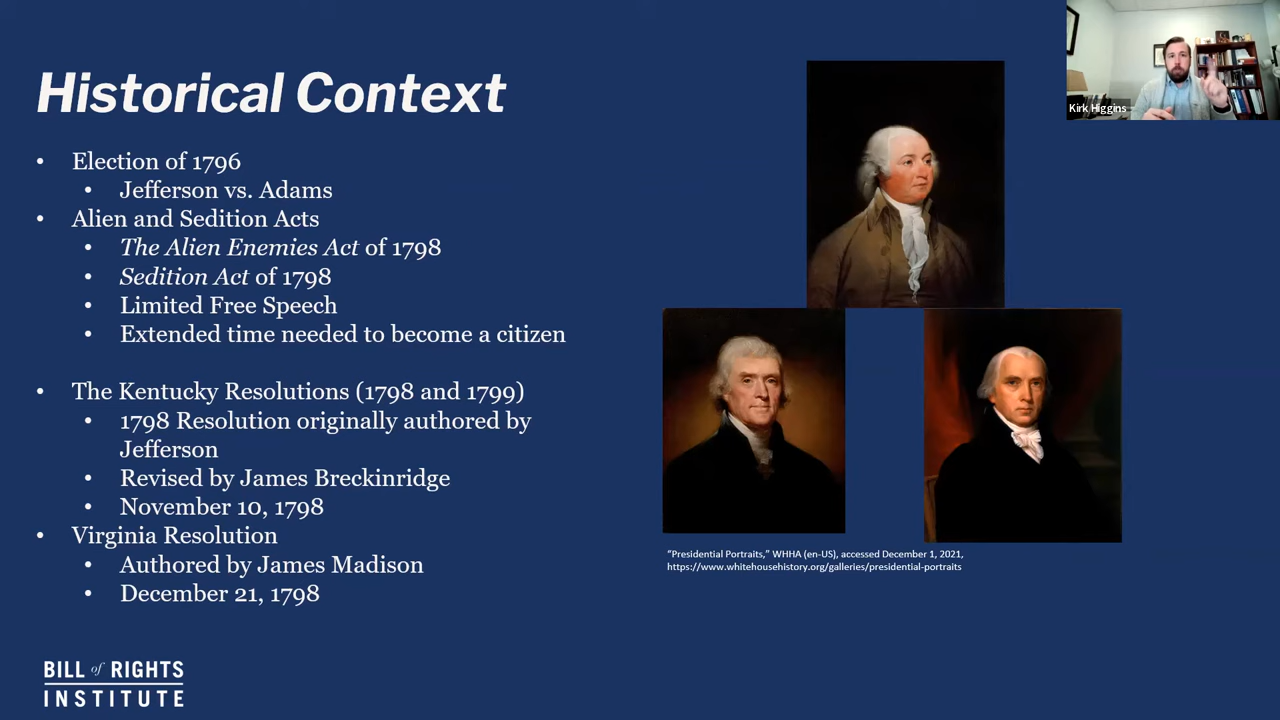 Historical Context
• Election of 1796
• Jefferson vs. Adams
• Alien and Sedition Acts
• The Alien Enemies Act of 1798
• Sedition Act of 1798
• Limited Free Speech
• Extended time needed to become a citizen
• The Kentucky Resolutions (1798 and 1799)
• 1798 Resolution originally authored by
Jefferson
• Revised by James Breckinridge
• November 10, 1798
• Virginia Resolution
• Authored by James Madison
• December 21, 1798
"Presidential Portraits," WHHA (en-US), accessed December 1, 2021,
https://www.whitehousehistory.org/galleries/presidential-portraits
Kirk Higgins
BILL of RIGHTS
INSTITUTE